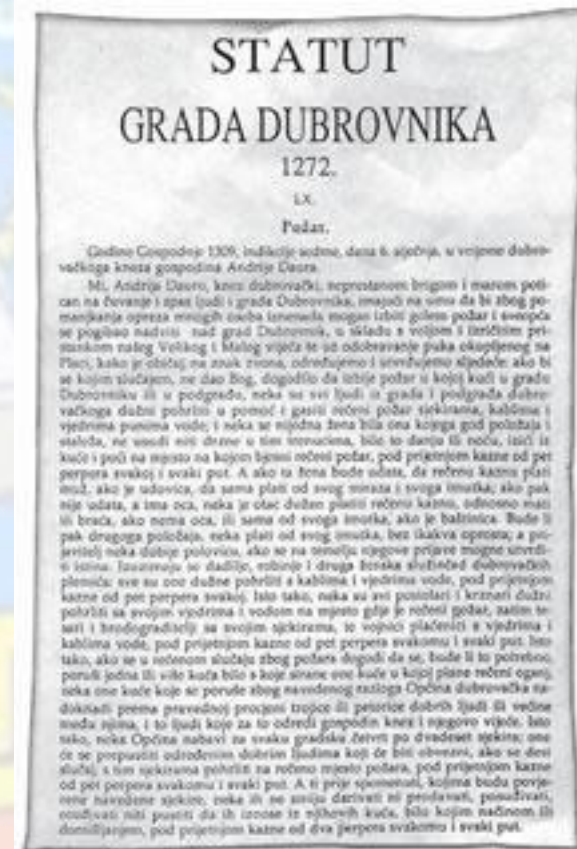 STATUT
GRADA DUBROVNIKA
1272.
LX.
Požar.
Godine Gospodnje 1309, indikcije sedme, dana 6. siječnja, u vrijeme dubro-
vačkoga kneza gospodina Andrije Daura.
Mi, Andrija Dauro, knez dubrovački, neprestanom brigom i marom poti-
can na čuvanje i spas ljudi i grada Dubrovnika, imajući na umu da bi zbog po-
manjkanja opreza mnogih osoba iznenada mogao izbiti golem požar i sveopća
se pogibao nadviti nad grad Dubrovnik, u skladu s voljom i izričitim pri-
stankom našeg Velikog i Malog vijeća te uz odobravanje puka okupljenog na
Placi, kako je običaj, na zvuk zvona, određujemo i utvrđujemo sljedeće: ako bi
se kojim slučajem, ne dao Bog, dogodilo da izbije požar u kojoj kući u gradu
Dubrovniku ili u podgrađu, neka su svi ljudi iz grada i podgrađa dubro-
vačkoga dužni pohrliti u pomoć i gasiti rečeni požar sjekirama, kablima i
vjedrima punima vode; i neka se nijedna žena bila ona kojega god položaja i
staleža, ne usudi niti drzne u tim trenucima, bilo to danju ili noću, izići iz
kuće i poći na mjesto na kojem bjesni rečeni požar, pod prijetnjom kazne od pet
perpera svakoj i svaki put. A ako ta žena bude udata, da rečenu kaznu plati
muž, ako je udovica, da sama plati od svog miraza i svoga imutka; ako pak
nije udata, a ima oca, neka je otac dužan platiti rečenu kaznu, odnosno mati
ili braća, ako nema oca, ili sama od svoga imutka, ako je baštinica. Bude li
pak drugoga položaja, neka plati od svog imutka, bez ikakva oprosta; a pri-
javitelj neka dobije polovicu, ako se na temelju njegove prijave mogne utvrdi-
ti istina. Izuzimaju se dadilje, robinje i druga ženska služinčad dubrovačkih
plemića: sve su one dužne pohrliti s kablima i vjedrima vode, pod prijetnjom
kazne od pet perpera svakoj. Isto tako, neka su svi postolari i krznari dužni
pohrliti sa svojim vjedrima i vodom na mjesto gdje je rečeni požar, zatim te-
sari i brodograditelji sa svojim sjekirama, te vojnici plaćenici s vjedrima i
kablima vode, pod prijetnjom kazne od pet perpera svakomu i svaki put. Isto
tako, ako se u rečenom slučaju zbog požara dogodi da se, bude li to potrebno,
poruši jedna ili više kuća bilo s koje strane one kuće u kojoj plane rečeni oganj,
neka one kuće koje se poruše zbog navedenog razloga Općina dubrovačka na-
doknadi prema pravednoj procjeni trojice ili petorice dobrih ljudi ili većine
među njima, i to ljudi koje za to odredi gospodin knez i njegovo vijeće. Isto
tako, neka Općina nabavi za svaku gradsku četvrt po dvadeset sjekira; one
će se prepustiti određenim dobrim ljudima koji će biti obvezni, ako se desi
slučaj, s tim sjekirama pohrliti na rečeno mjesto požara, pod prijetnjom kazne
od pet perpera svakomu i svaki put. A ti prije spomenuti, kojima budu povje-
rene navedene sjekire, neka ih ne smiju darivati ni prodavati, posuđivati,
otuđivati niti pustiti da ih iznose iz njihovih kuća, bilo kojim načinom ili
domišljanjem, pod prijetnjom kazne od dva perpera svakomu i svaki put.